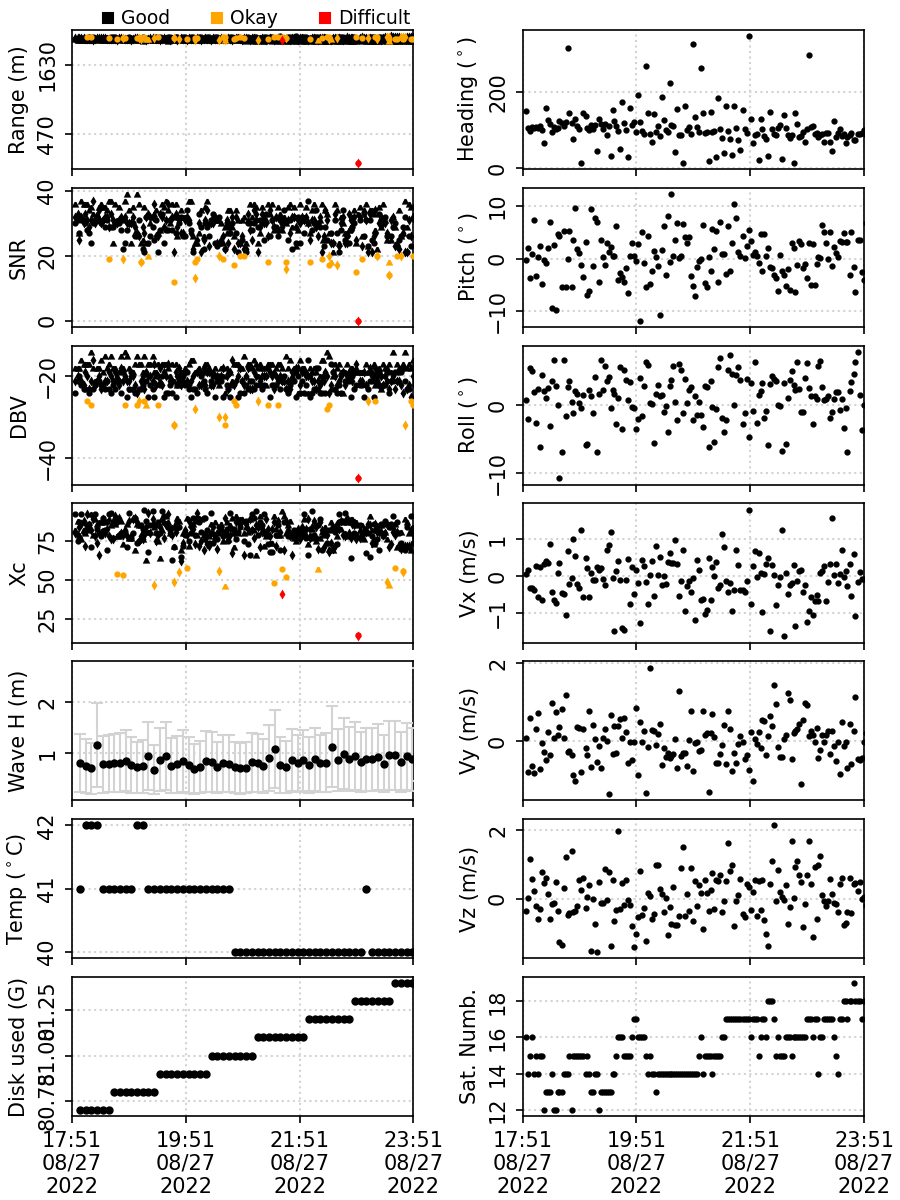 Good Okay Difficult
Range (m)
1630
470
Heading (°)
200
0
SNR
40
20
0
Pitch (°)
10
0
−10
DBV
−20
−40
Roll (°)
0
−10
Xc
75
50
25
Vx (m/s)
1
0
−1
Wave H (m)
2
1
Vy (m/s)
2
0
Temp (°C)
42
41
40
Vz (m/s)
2
0
Disk used (G)
Sat. Numb.
18
16
14
12
17:51 19:51 21:51 23:51 17:51 19:51 21:51 23:51
08/27 08/27 08/27 08/27 08/27 08/27 08/27 08/27
2022 2022 2022 2022 2022 2022 2022 2022